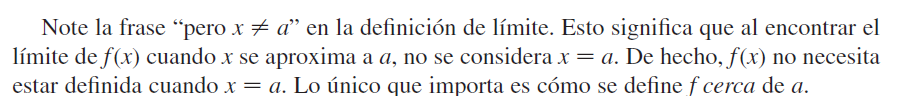 Note la frase “pero x ≠ a” en la definición de límite. Esto significa que al encontrar el
límite de f(x) cuando x se aproxima a a, no se considera x = a. De hecho, f(x) no necesita
estar definida cuando x = a. Lo único que importa es cómo se define f cerca de a.